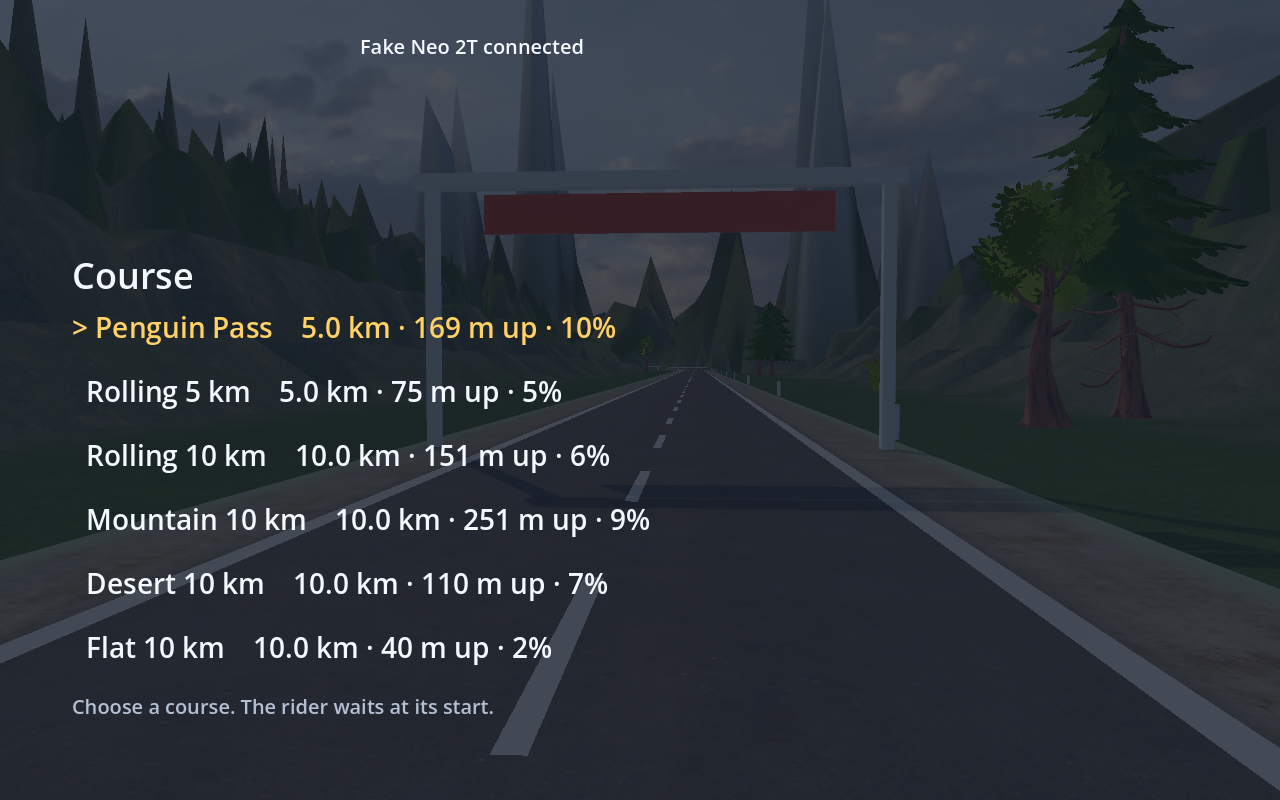 Fake Neo 2T connected
Course
> Penguin Pass 5.0 km · 169 m up · 10%
Rolling 5 km 5.0 km · 75 m up · 5%
Rolling 10 km 10.0 km · 151 m up · 6%
Mountain 10 km 10.0 km · 251 m up · 9%
Desert 10 km 10.0 km · 110 m up · 7%
Flat 10 km 10.0 km · 40 m up · 2%
Choose a course. The rider waits at its start.